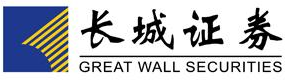 长城证券
GREAT WALL SECURITIES